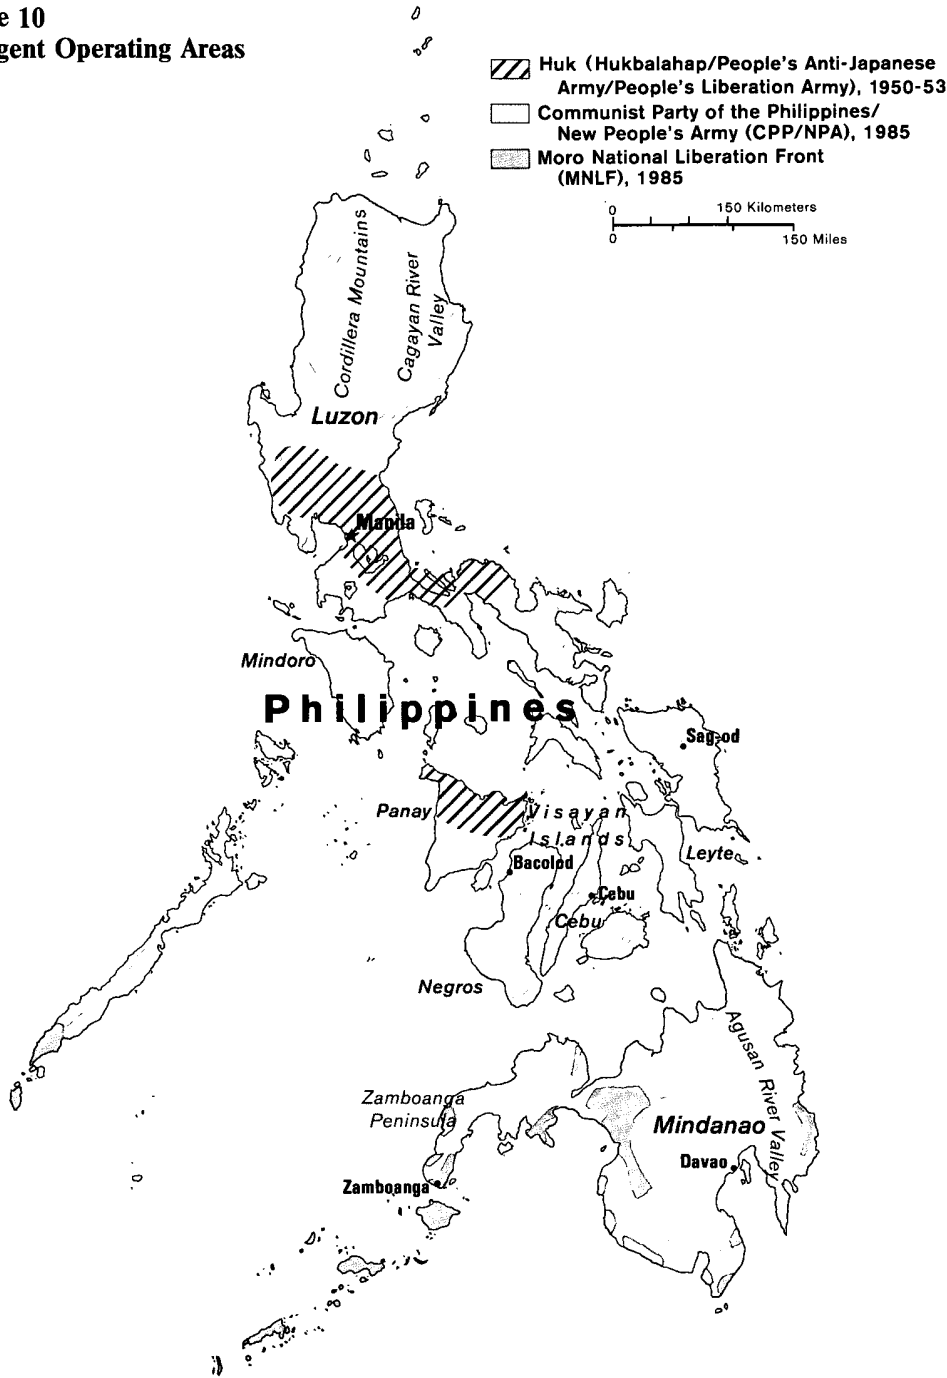 e 10
gent Operating Areas
Huk (Hukbalahap/People's Anti-Japanese
Army/People's Liberation Army), 1950-53
Communist Party of the Philippines/
New People's Army (CPP/NPA), 1985
Moro National Liberation Front
(MNLF), 1985
0 150 Kilometers
0 150 Miles
Cordillera Mountains
Cagayan River
Valley
Luzon
Manila
Mindoro
Philippines
Sag-od
Panay
Visayan
Islands
Leyte
Bacolod
Cebu
Cebu
Negros
Agusan River Valley
Zamboanga
Peninsula
Mindanao
Davao
Zamboanga